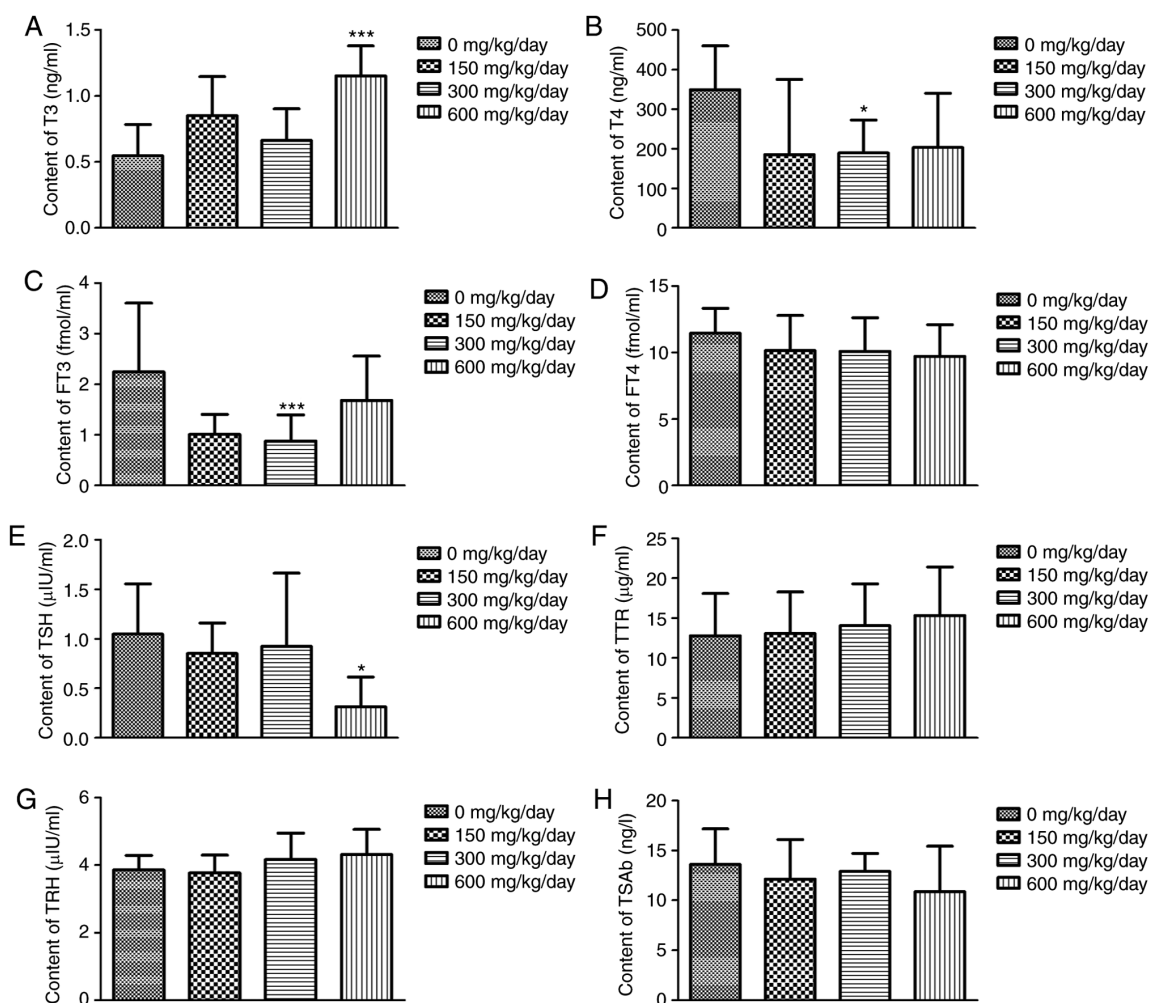 A
Content of T3 (ng/ml)
1.5
1.0
0.5
0.0
***
0 mg/kg/day
150 mg/kg/day
300 mg/kg/day
600 mg/kg/day
B
Content of T4 (ng/ml)
500
400
300
200
100
0
*
0 mg/kg/day
150 mg/kg/day
300 mg/kg/day
600 mg/kg/day
C
Content of FT3 (fmol/ml)
4
3
2
1
0
***
0 mg/kg/day
150 mg/kg/day
300 mg/kg/day
600 mg/kg/day
D
Content of FT4 (fmol/ml)
15
10
5
0
0 mg/kg/day
150 mg/kg/day
300 mg/kg/day
600 mg/kg/day
E
Content of TSH (μIU/ml)
2.0
1.5
1.0
0.5
0.0
*
0 mg/kg/day
150 mg/kg/day
300 mg/kg/day
600 mg/kg/day
F
Content of TTR (μg/ml)
25
20
15
10
5
0
0 mg/kg/day
150 mg/kg/day
300 mg/kg/day
600 mg/kg/day
G
Content of TRH (μIU/ml)
6
4
2
0
0 mg/kg/day
150 mg/kg/day
300 mg/kg/day
600 mg/kg/day
H
Content of TSAb (ng/l)
20
15
10
5
0
0 mg/kg/day
150 mg/kg/day
300 mg/kg/day
600 mg/kg/day